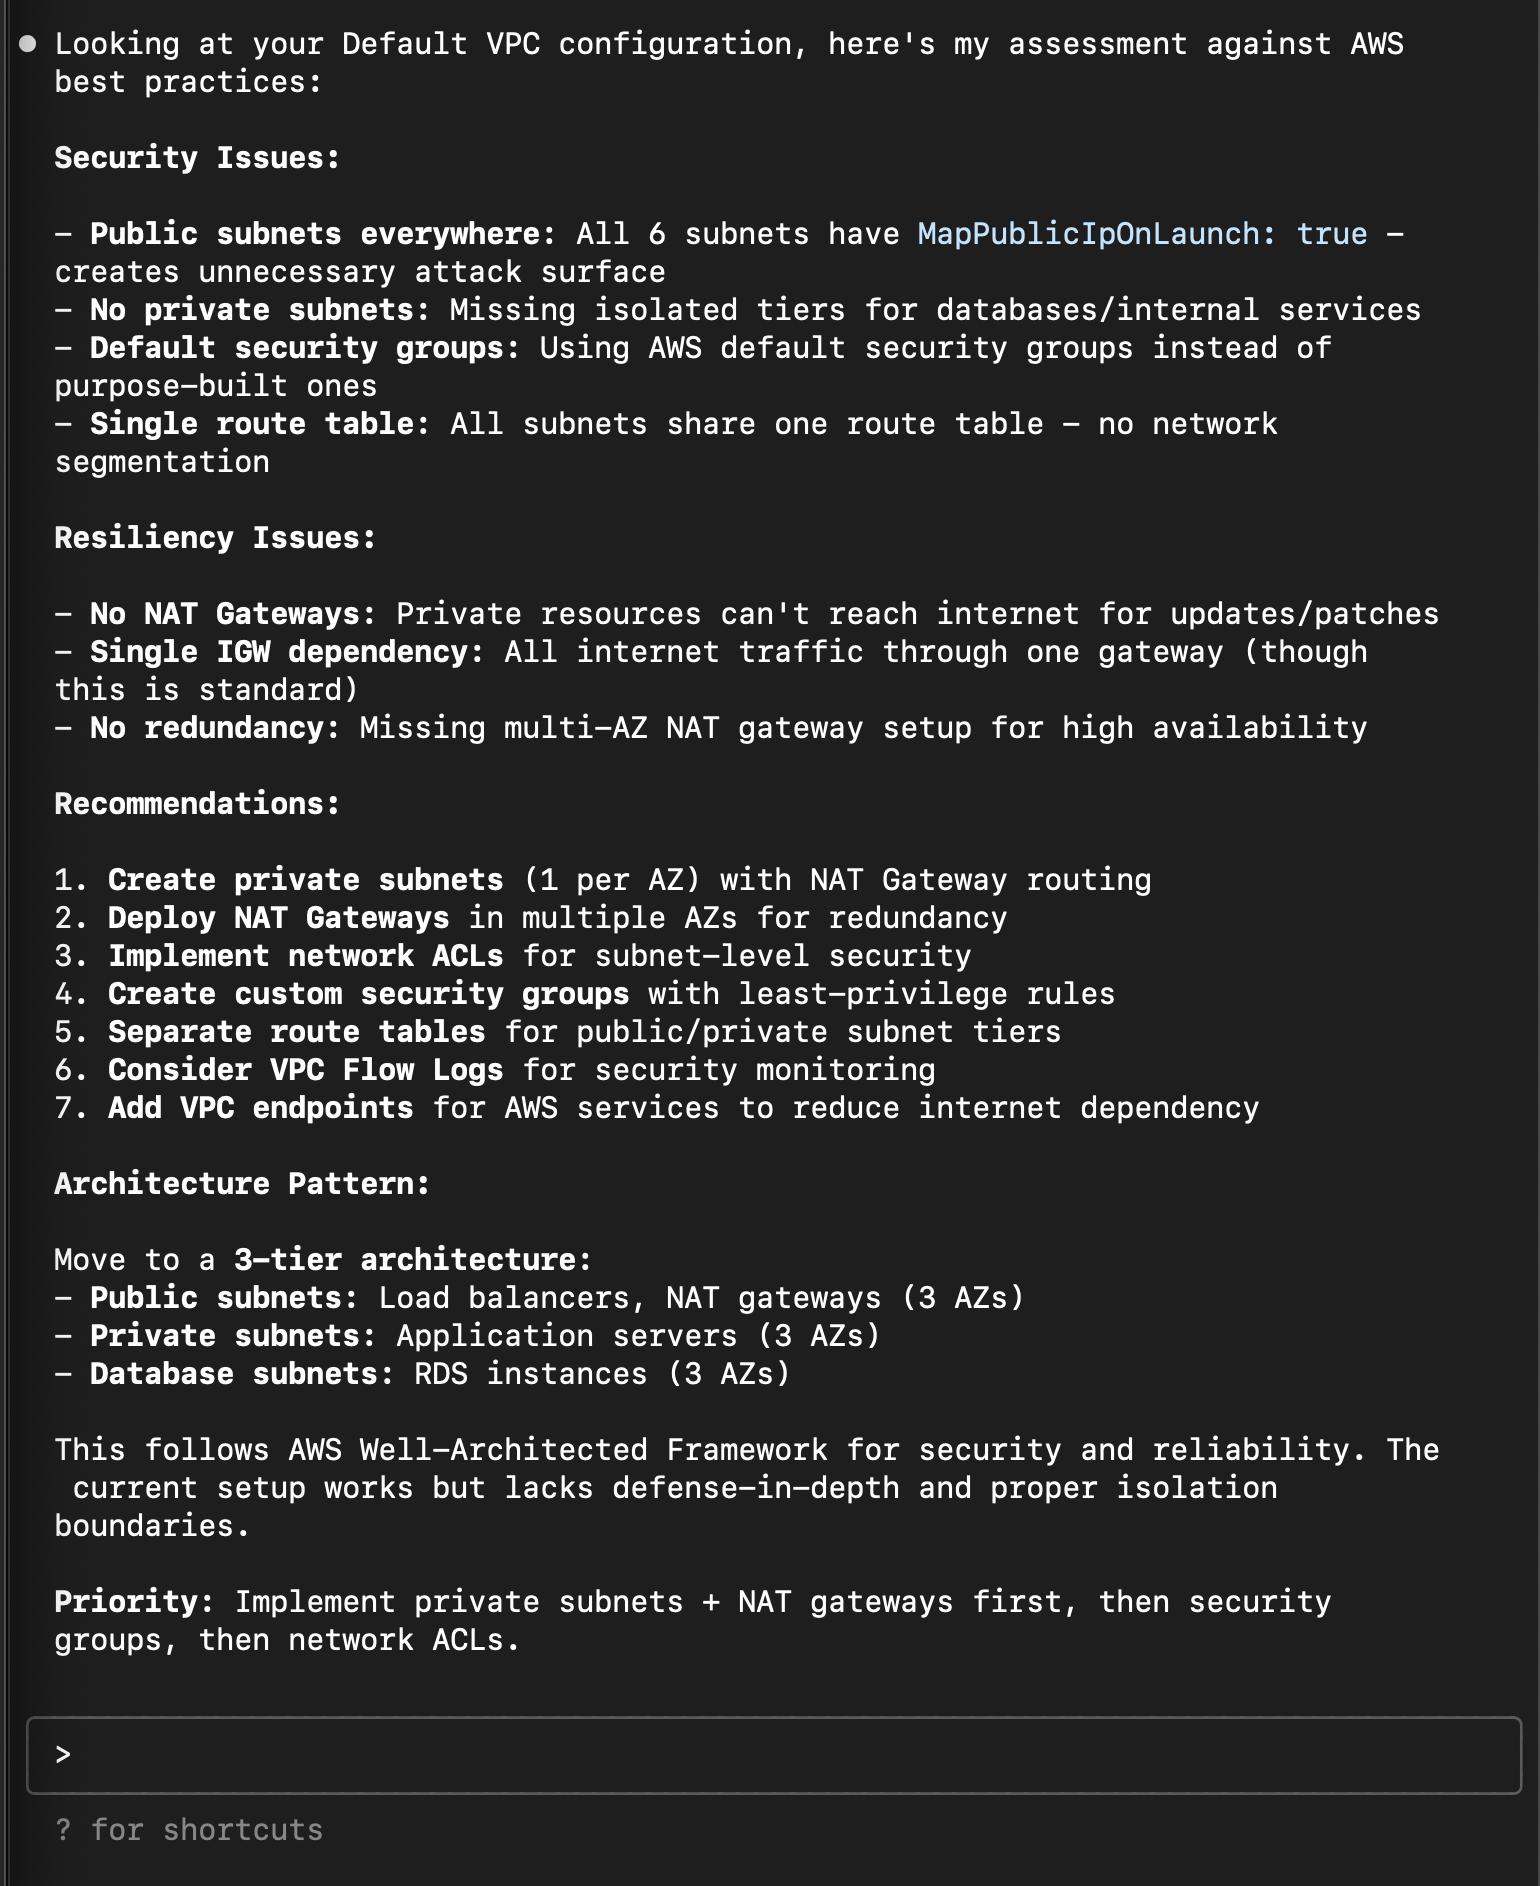 ● Looking at your Default VPC configuration, here's my assessment against AWS
best practices:
Security Issues:
– Public subnets everywhere: All 6 subnets have MapPublicIpOnLaunch: true –
creates unnecessary attack surface
– No private subnets: Missing isolated tiers for databases/internal services
– Default security groups: Using AWS default security groups instead of
purpose–built ones
– Single route table: All subnets share one route table – no network
segmentation
Resiliency Issues:
– No NAT Gateways: Private resources can't reach internet for updates/patches
– Single IGW dependency: All internet traffic through one gateway (though
this is standard)
– No redundancy: Missing multi–AZ NAT gateway setup for high availability
Recommendations:
1. Create private subnets (1 per AZ) with NAT Gateway routing
2. Deploy NAT Gateways in multiple AZs for redundancy
3. Implement network ACLs for subnet–level security
4. Create custom security groups with least–privilege rules
5. Separate route tables for public/private subnet tiers
6. Consider VPC Flow Logs for security monitoring
7. Add VPC endpoints for AWS services to reduce internet dependency
Architecture Pattern:
Move to a 3–tier architecture:
– Public subnets: Load balancers, NAT gateways (3 AZs)
– Private subnets: Application servers (3 AZs)
– Database subnets: RDS instances (3 AZs)
This follows AWS Well–Architected Framework for security and reliability. The
current setup works but lacks defense–in–depth and proper isolation
boundaries.
Priority: Implement private subnets + NAT gateways first, then security
groups, then network ACLs.
>
? for shortcuts